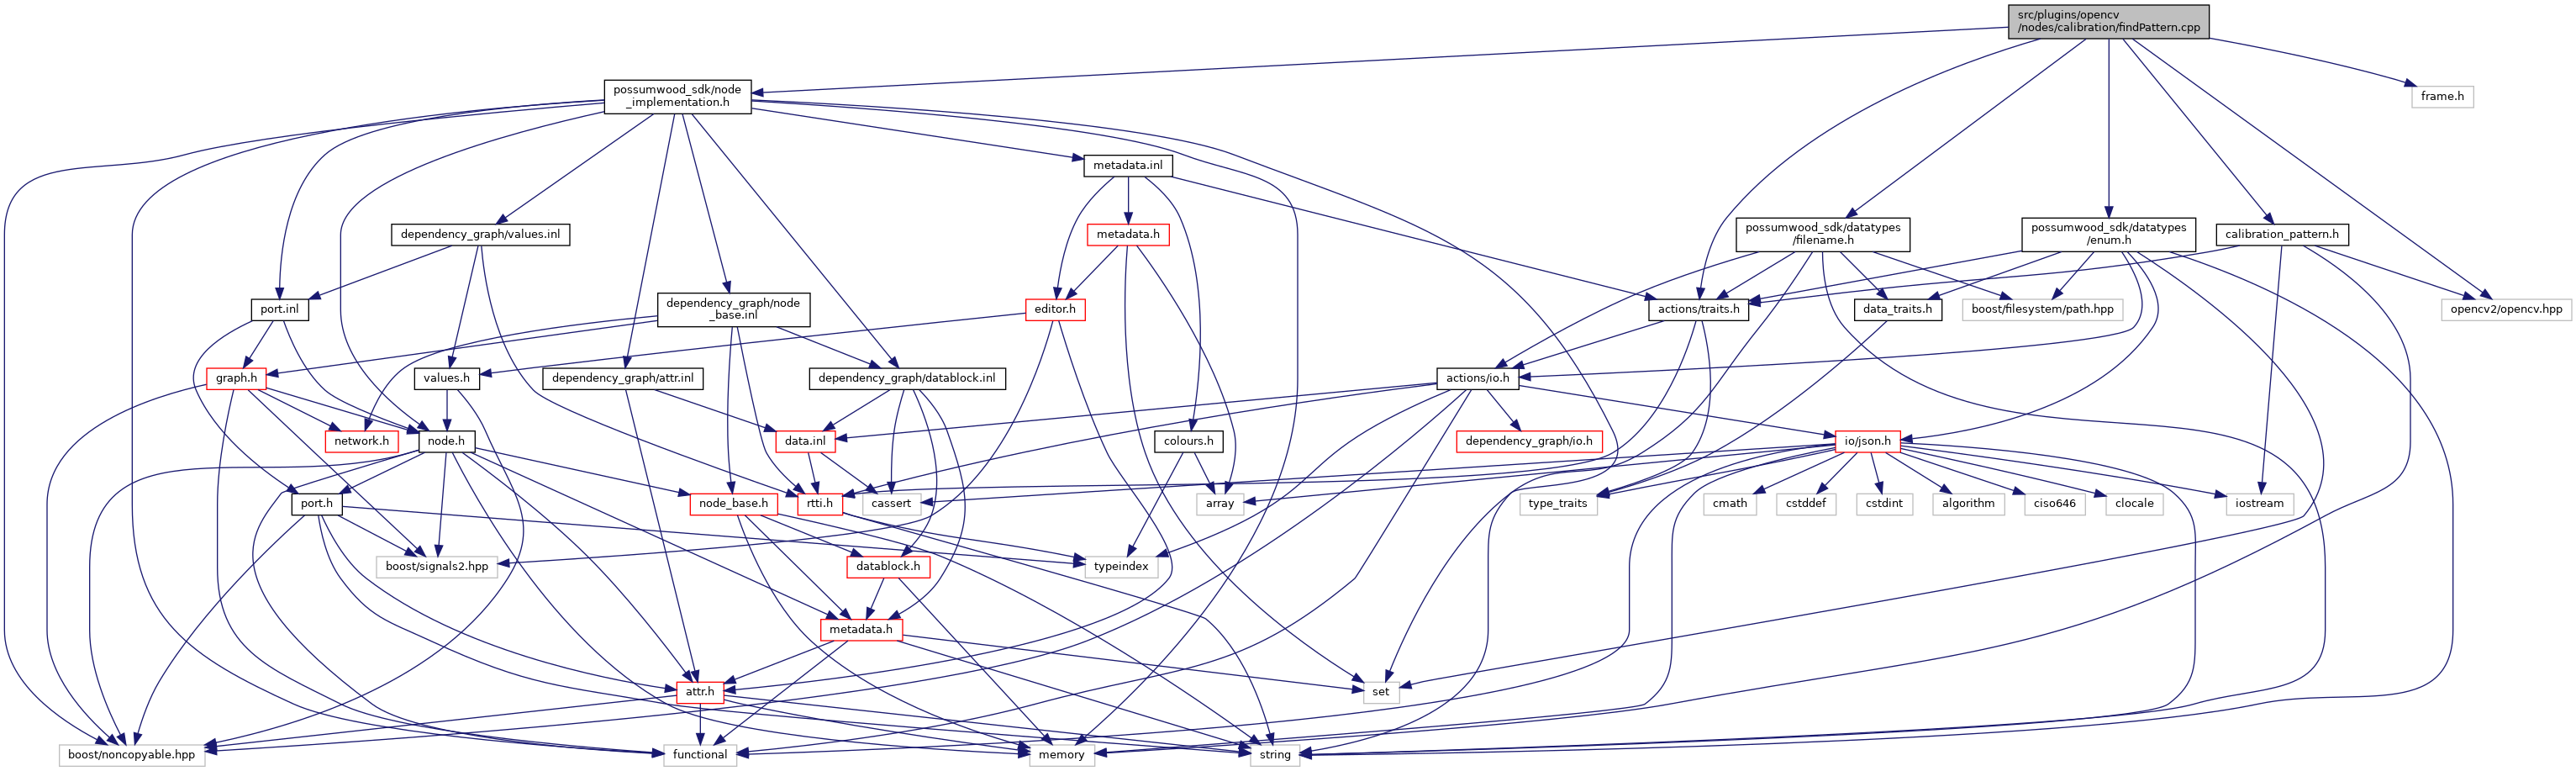 src/plugins/opencv
/nodes/calibration/findPattern.cpp
possumwood_sdk/node
_implementation.h
frame.h
metadata.inl
dependency_graph/values.inl
metadata.h
possumwood_sdk/datatypes
/filename.h
possumwood_sdk/datatypes
/enum.h
calibration_pattern.h
port.inl
dependency_graph/node
_base.inl
editor.h
actions/traits.h
data_traits.h
boost/filesystem/path.hpp
opencv2/opencv.hpp
graph.h
values.h
dependency_graph/attr.inl
dependency_graph/datablock.inl
actions/io.h
network.h
node.h
data.inl
colours.h
dependency_graph/io.h
io/json.h
port.h
node_base.h
rtti.h
cassert
array
type_traits
cmath
cstddef
cstdint
algorithm
ciso646
clocale
iostream
boost/signals2.hpp
datablock.h
typeindex
metadata.h
attr.h
set
boost/noncopyable.hpp
functional
memory
string